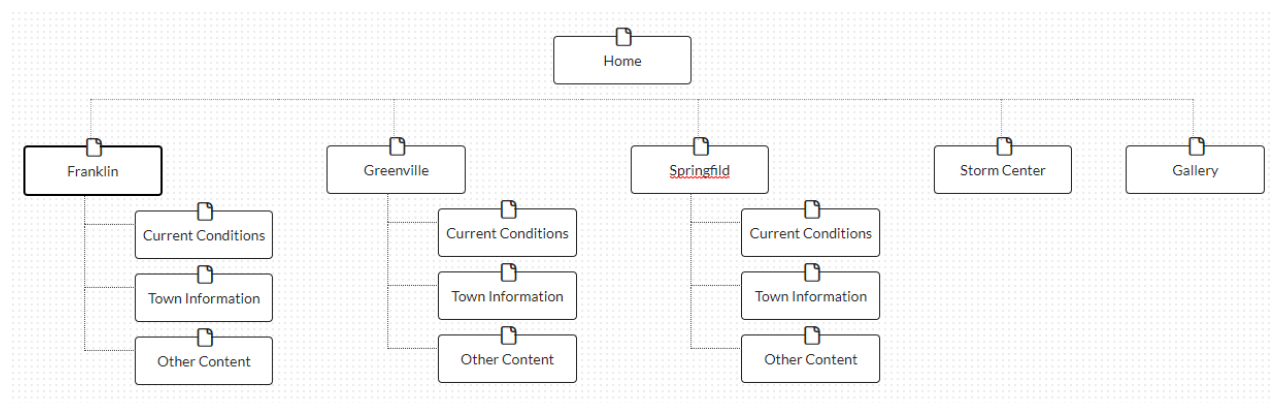 Home
Franklin
Greenville
Springfild
Storm Center
Gallery
Current Conditions
Current Conditions
Current Conditions
Town Information
Town Information
Town Information
Other Content
Other Content
Other Content